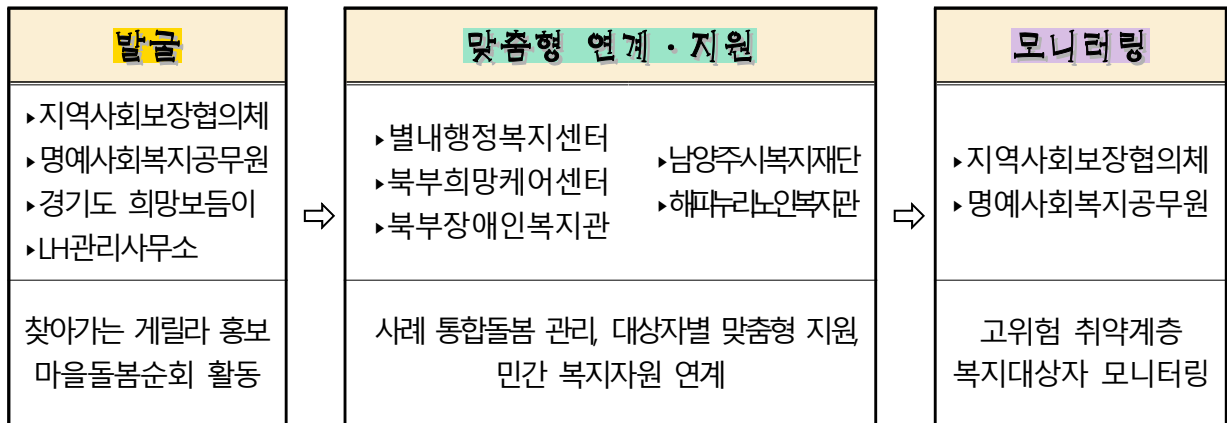 발굴
▸지역사회보장협의체
▸명예사회복지공무원
▸경기도 희망보듬이
▸LH관리사무소
찾아가는 게릴라 홍보
마을돌봄순회 활동
⇨
맞춤형 연계·지원
▸별내행정복지센터
▸북부희망케어센터
▸북부장애인복지관
▸남양주시복지재단
▸해피누리노인복지관
사례 통합돌봄 관리, 대상자별 맞춤형 지원,
민간 복지자원 연계
⇨
모니터링
▸지역사회보장협의체
▸명예사회복지공무원
고위험 취약계층
복지대상자 모니터링